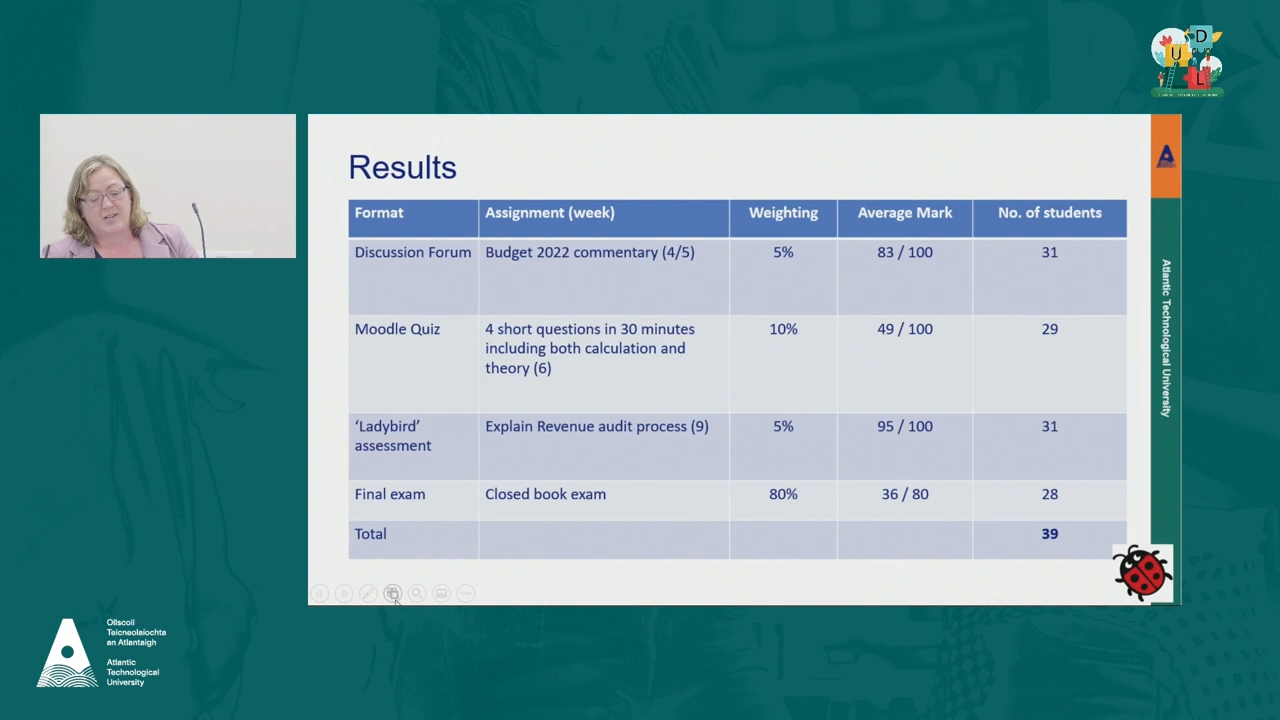 D
U
L
Results
Format Assignment (week) Weighting Average Mark No. of students
Discussion Forum Budget 2022 commentary (4/5) 5% 83 / 100 31
Moodle Quiz 4 short questions in 30 minutes 10% 49 / 100 29
including both calculation and
theory (6)
‘Ladybird’ Explain Revenue audit process (9) 5% 95 / 100 31
assessment
Final exam Closed book exam 80% 36 / 80 28
Total 39
Atlantic Technological University
Ollscoil
Teicneolaíochta
an Atlantaigh
Atlantic
Technological
University